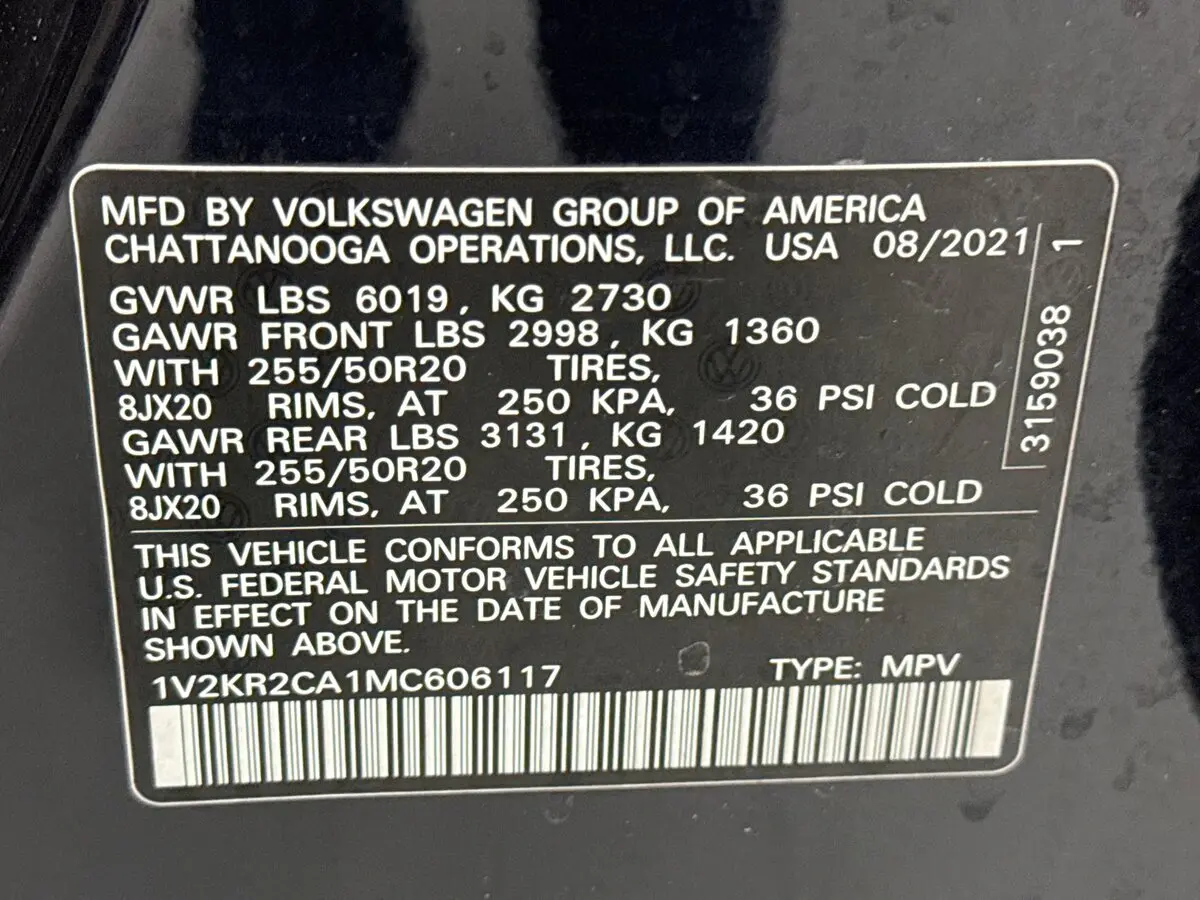 MFD BY VOLKSWAGEN GROUP OF AMERICA
CHATTANOOGA OPERATIONS, LLC. USA 08/2021
GVWR LBS 6019, KG 2730
GAWR FRONT LBS 2998, KG 1360
WITH 255/50R20 TIRES,
8JX20 RIMS, AT 250 KPA, 36 PSI COLD
GAWR REAR LBS 3131, KG 1420
WITH 255/50R20 TIRES,
8JX20 RIMS, AT 250 KPA, 36 PSI COLD
THIS VEHICLE CONFORMS TO ALL APPLICABLE
U.S. FEDERAL MOTOR VEHICLE SAFETY STANDARDS
IN EFFECT ON THE DATE OF MANUFACTURE
SHOWN ABOVE.
1V2KR2CA1MC606117 TYPE: MPV
3159038 1